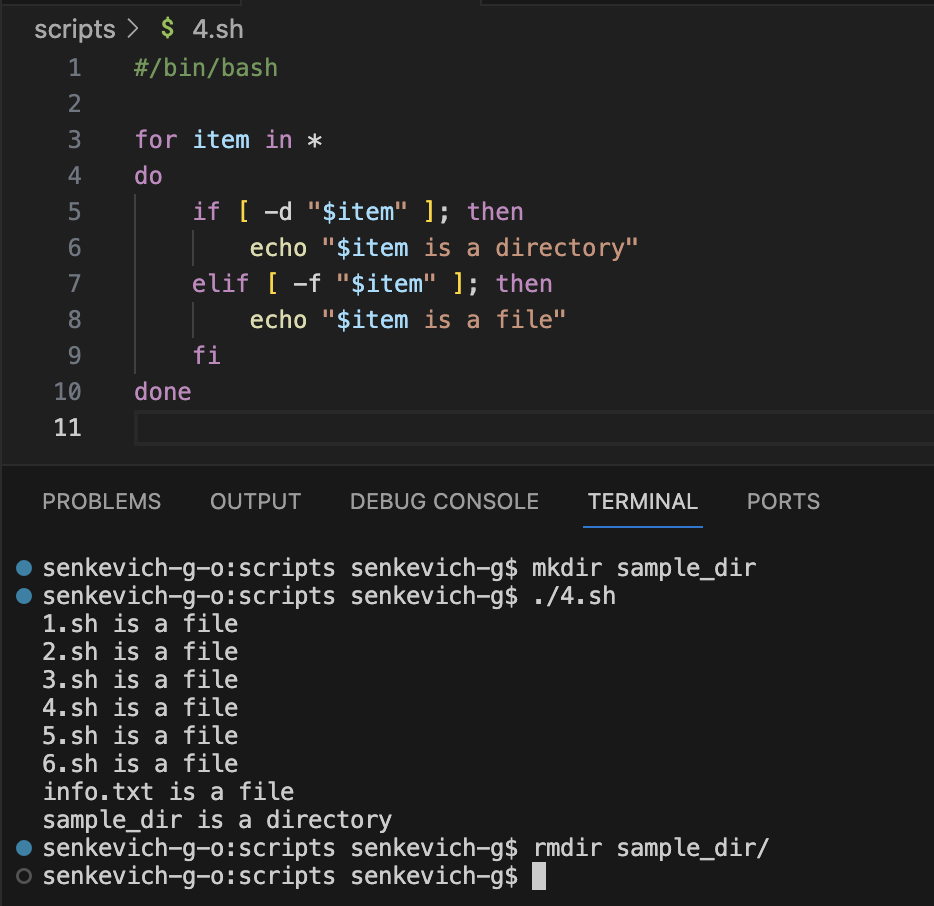 scripts > $ 4.sh
1 #/bin/bash
2
3 for item in *
4 do
5 if [ -d "$item" ]; then
6 echo "$item is a directory"
7 elif [ -f "$item" ]; then
8 echo "$item is a file"
9 fi
10 done
11
PROBLEMS OUTPUT DEBUG CONSOLE TERMINAL PORTS
senkevich-g-o:scripts senkevich-g$ mkdir sample_dir
senkevich-g-o:scripts senkevich-g$ ./4.sh
1.sh is a file
2.sh is a file
3.sh is a file
4.sh is a file
5.sh is a file
6.sh is a file
info.txt is a file
sample_dir is a directory
senkevich-g-o:scripts senkevich-g$ rmdir sample_dir/
senkevich-g-o:scripts senkevich-g$